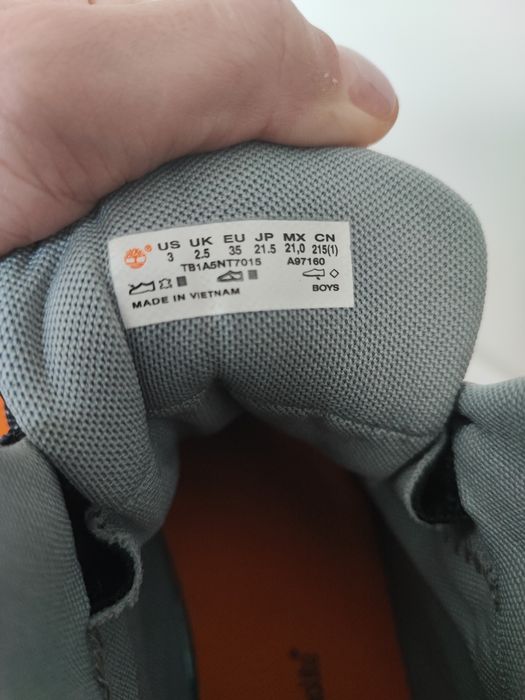 ® US UK EU JP MX CN
3 2.5 35 21.5 21,0 215(1)
TB1A5NT7015 A97160
BOYS
MADE IN VIETNAM